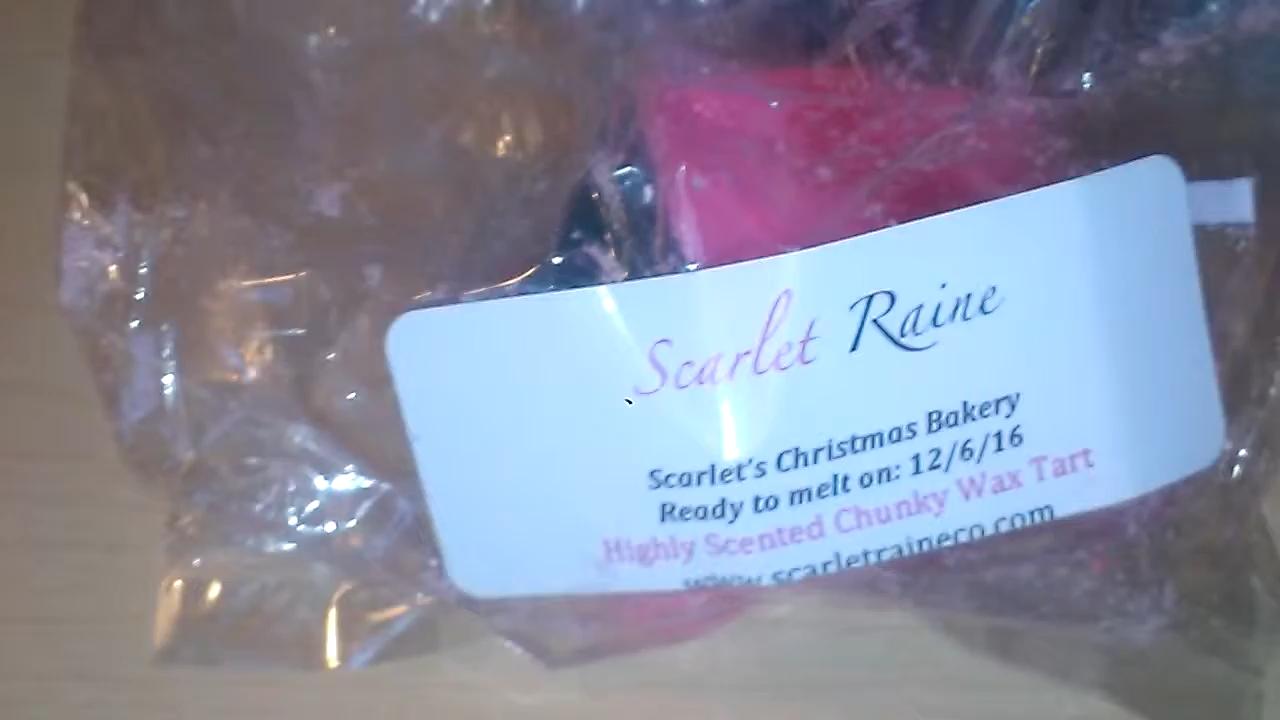 Scarlet Raine
Scarlet's Christmas Bakery
Ready to melt on: 12/6/16
Highly Scented Chunky Wax Tart
www.scarletraineco.com